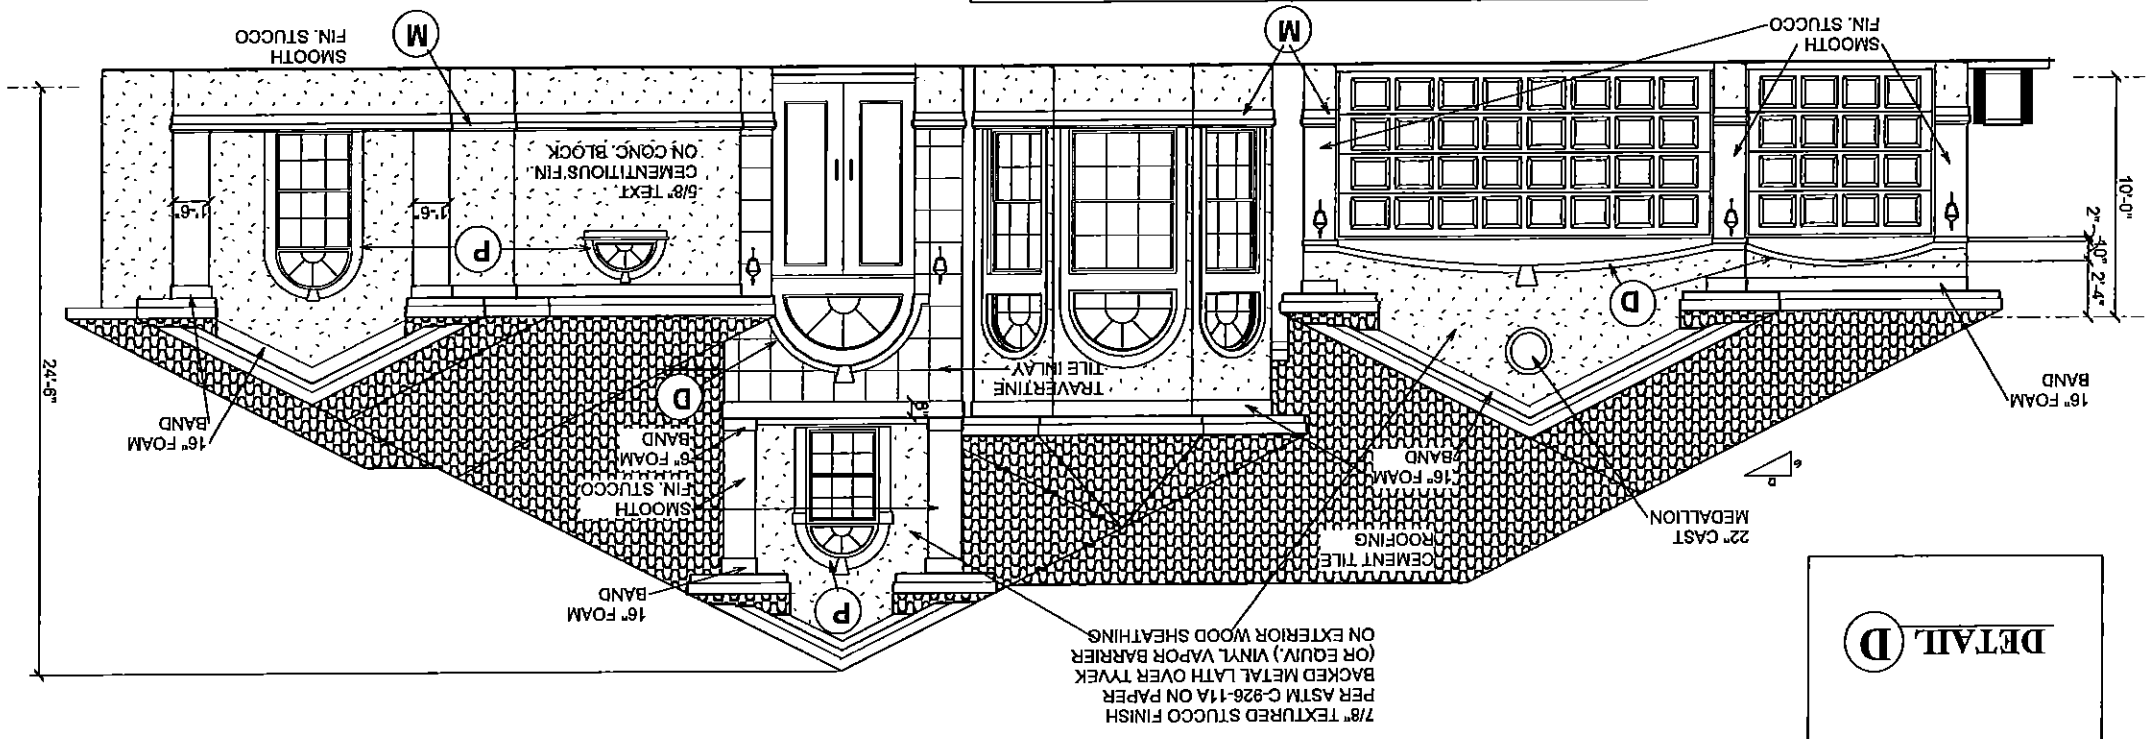 7/8" TEXTURED STUCCO FINISH
PER ASTM C-926-11A ON PAPER
BACKED METAL LATH OVER TYVEK
(OR EQUIV.) VINYL VAPOR BARRIER
ON EXTERIOR WOOD SHEATHING
DETAIL D
P
16" FOAM
BAND
22" CAST
MEDALLION
CEMENT TILE
ROOFING
SMOOTH
FIN. STUCCO
6" FOAM
BAND
6
16" FOAM
BAND
16" FOAM
BAND
16" FOAM
BAND
24'-6"
D
TRAVERTINE
TILE INLAY
D
2'-4"
2"
10'-0"
P
1'-6"
1'-6"
5/8" TEXT.
CEMENTITIOUS FIN.
ON CONC. BLOCK
SMOOTH
FIN. STUCCO
M
M
SMOOTH
FIN. STUCCO